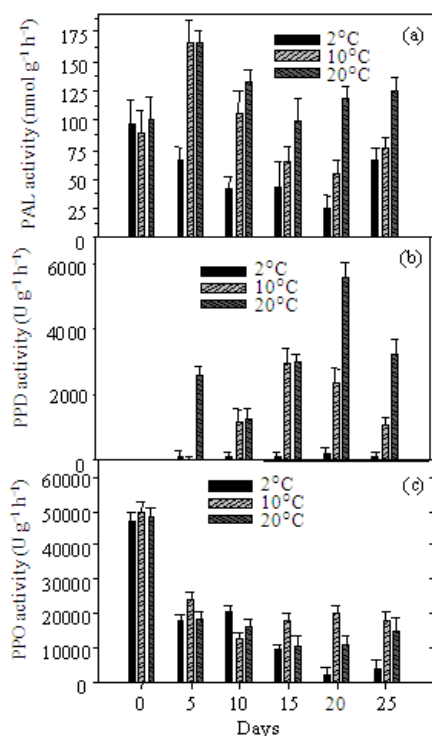 (a)
2°C
10°C
20°C
PAL activity (nmol g⁻¹ h⁻¹)
175
150
125
100
75
50
25
0
(b)
2°C
10°C
20°C
PPD activity (U g⁻¹ h⁻¹)
6000
4000
2000
0
(c)
2°C
10°C
20°C
PPO activity (U g⁻¹ h⁻¹)
60000
50000
40000
30000
20000
10000
0
0 5 10 15 20 25
Days